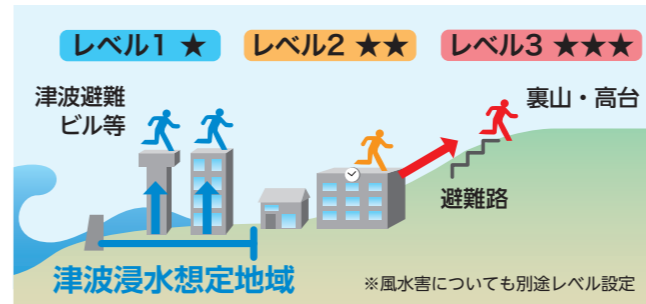 レベル1 ★
レベル2 ★★
レベル3 ★★★
津波避難
ビル等
裏山・高台
避難路
津波浸水想定地域
※風水害についても別途レベル設定